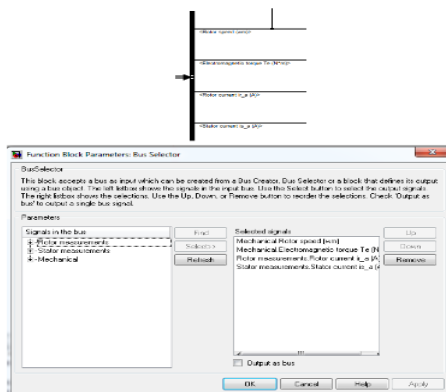 <Rotor speed (wm)>
<Electromagnetic torque Te (N*m)>
<Rotor current ir_a (A)>
<Stator current is_a (A)>
Function Block Parameters: Bus Selector
BusSelector
This block accepts a bus as input which can be created from a Bus Creator, Bus Selector or a block that defines its output
using a bus object. The left listbox shows the signals in the input bus. Use the Select button to select the output signals.
The right listbox shows the selections. Use the Up, Down, or Remove button to reorder the selections. Check 'Output as
bus' to output a single bus signal.
Parameters
Signals in the bus
Rotor measurements
Stator measurements
Mechanical
Find
Select>>
Refresh
Selected signals
Mechanical.Rotor speed (wm)
Mechanical.Electromagnetic torque Te (N
Rotor measurements.Rotor current ir_a (A)
Stator measurements.Stator current is_a (
Up
Down
Remove
Output as bus
OK
Cancel
Help
Apply